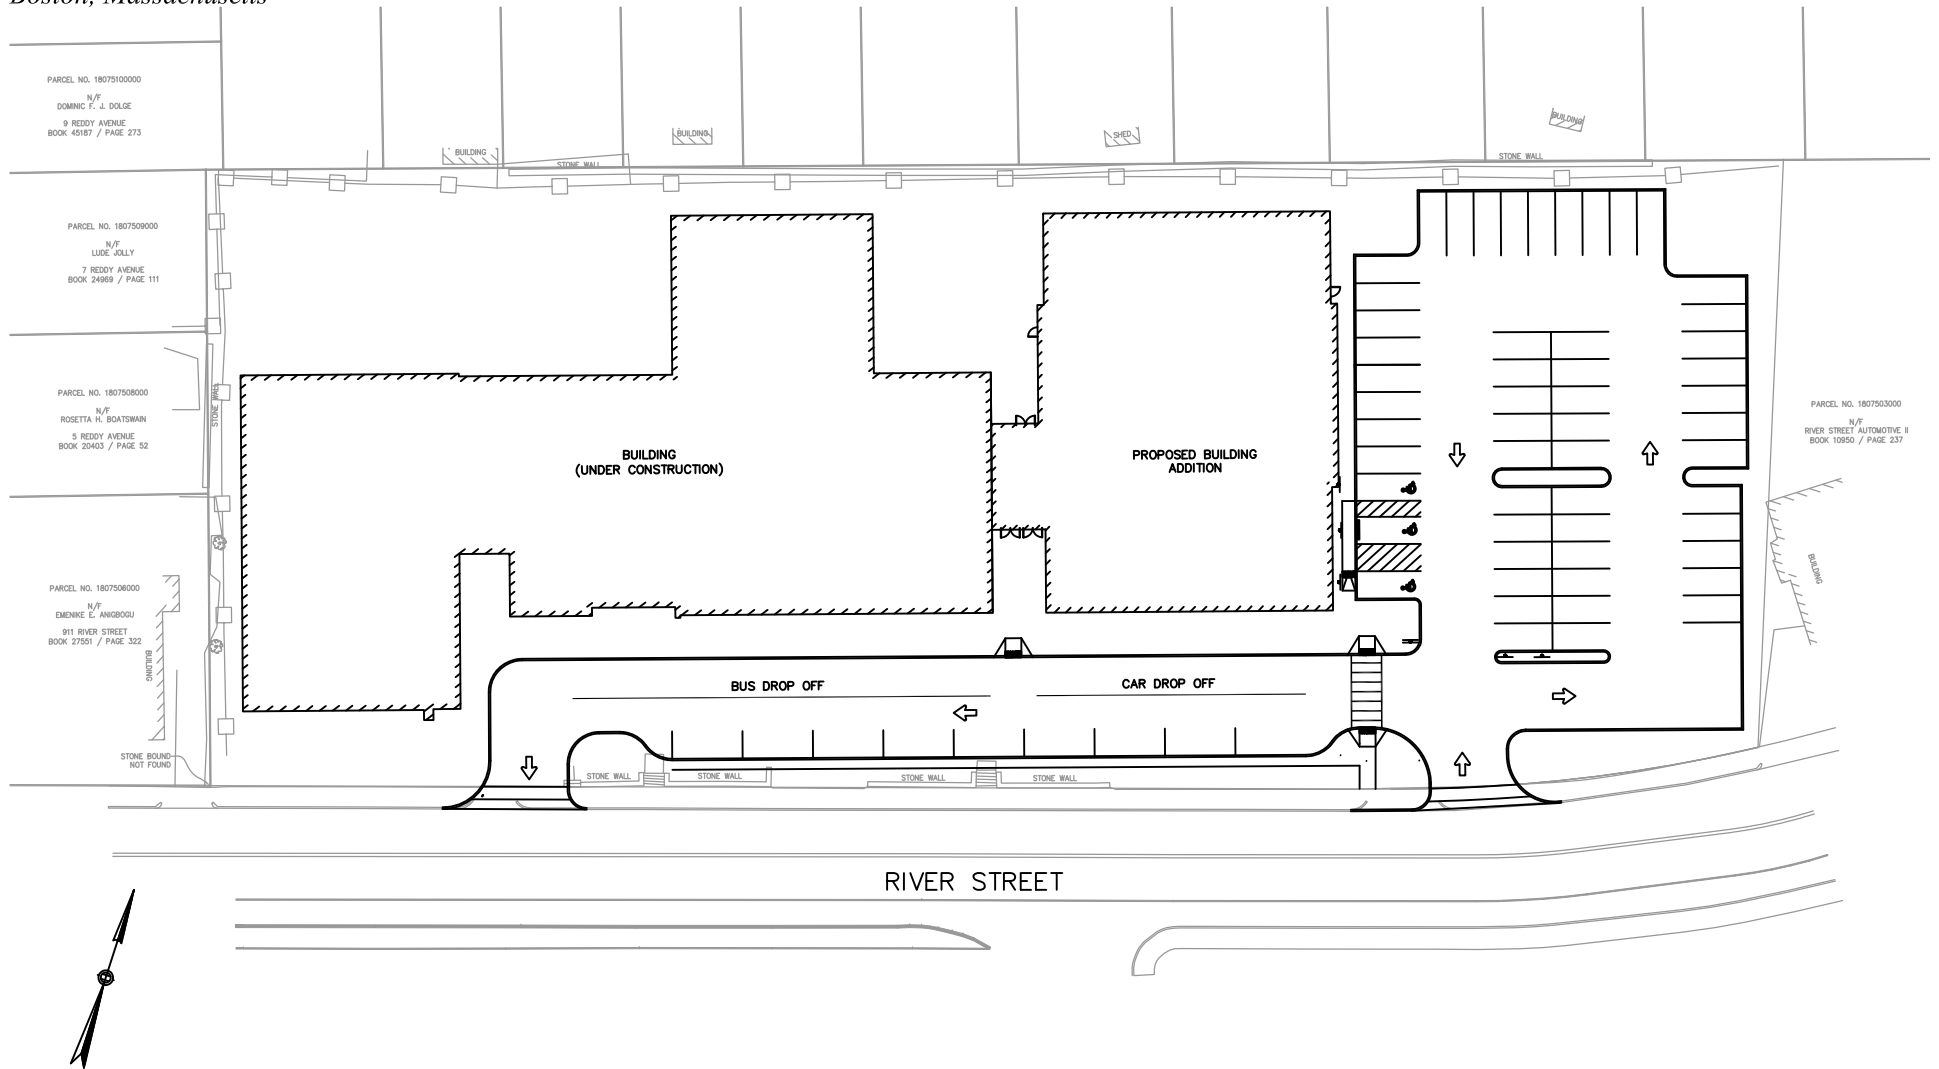 Boston, Massachusetts
PARCEL NO. 18075100000
N/F
DOMINIC F. J. DOLGE
9 REDDY AVENUE
BOOK 45187 / PAGE 273
BUILDING
BUILDING
SHED
BUILDING
STONE WALL
STONE WALL
PARCEL NO. 1807509000
N/F
LUDE JOLLY
7 REDDY AVENUE
BOOK 24969 / PAGE 111
PARCEL NO. 1807508000
N/F
ROSETTA H. BOATSWAIN
5 REDDY AVENUE
BOOK 20403 / PAGE 52
STONE WALL
BUILDING
(UNDER CONSTRUCTION)
PROPOSED BUILDING
ADDITION
PARCEL NO. 1807503000
N/F
RIVER STREET AUTOMOTIVE II
BOOK 10950 / PAGE 237
BUILDING
PARCEL NO. 1807506000
N/F
EMENIKE E. ANIGBOGU
911 RIVER STREET
BOOK 27551 / PAGE 322
BUILDING
BUS DROP OFF
CAR DROP OFF
STONE BOUND
NOT FOUND
STONE WALL
STONE WALL
STONE WALL
STONE WALL
RIVER STREET